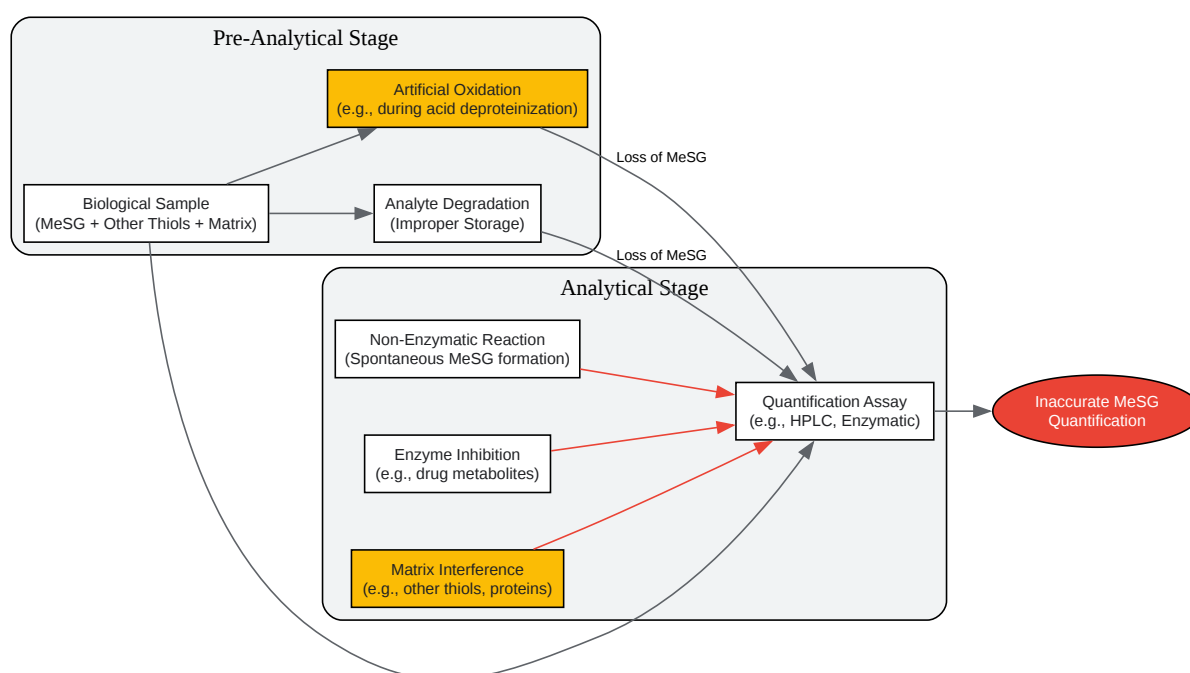 Pre-Analytical Stage
Artificial Oxidation
(e.g., during acid deproteinization)
Loss of MeSG
Biological Sample
(MeSG + Other Thiols + Matrix)
Analyte Degradation
(Improper Storage)
Loss of MeSG
Analytical Stage
Non-Enzymatic Reaction
(Spontaneous MeSG formation)
Quantification Assay
(e.g., HPLC, Enzymatic)
Inaccurate MeSG
Quantification
Enzyme Inhibition
(e.g., drug metabolites)
Matrix Interference
(e.g., other thiols, proteins)